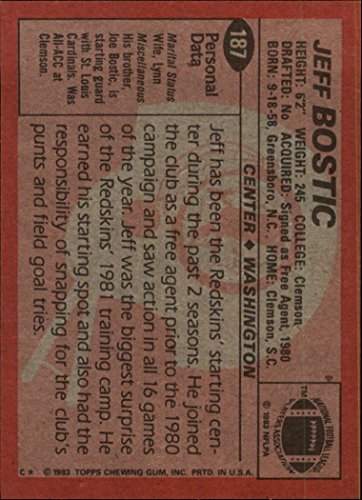 JEFF BOSTIC
HEIGHT: 6'2" WEIGHT: 245 COLLEGE: Clemson
DRAFTED: No ACQUIRED: Signed as Free Agent, 1980
BORN: 9-18-58, Greensboro, N.C. HOME: Clemson, S.C.
187
CENTER ◆ WASHINGTON
Personal
Data
Marital Status
Wife, Lynn
Miscellaneous
His brother,
Joe Bostic, is
starting guard
with St. Louis
Cardinals. Was
All-ACC at
Clemson.
Jeff has been the Redskins' starting cen-
ter during the past 2 seasons. He joined
the club as a free agent prior to the 1980
campaign and saw action in all 16 games
of the year. Jeff was the biggest surprise
of the Redskins' 1981 training camp. He
earned his starting spot and also had the
responsibility of snapping for the club's
punts and field goal tries.
NATIONAL FOOTBALL LEAGUE
PLAYERS ASSOCIATION
TM
© 1983 NFLPA
C* © 1983 TOPPS CHEWING GUM, INC. PRTD. IN U.S.A.